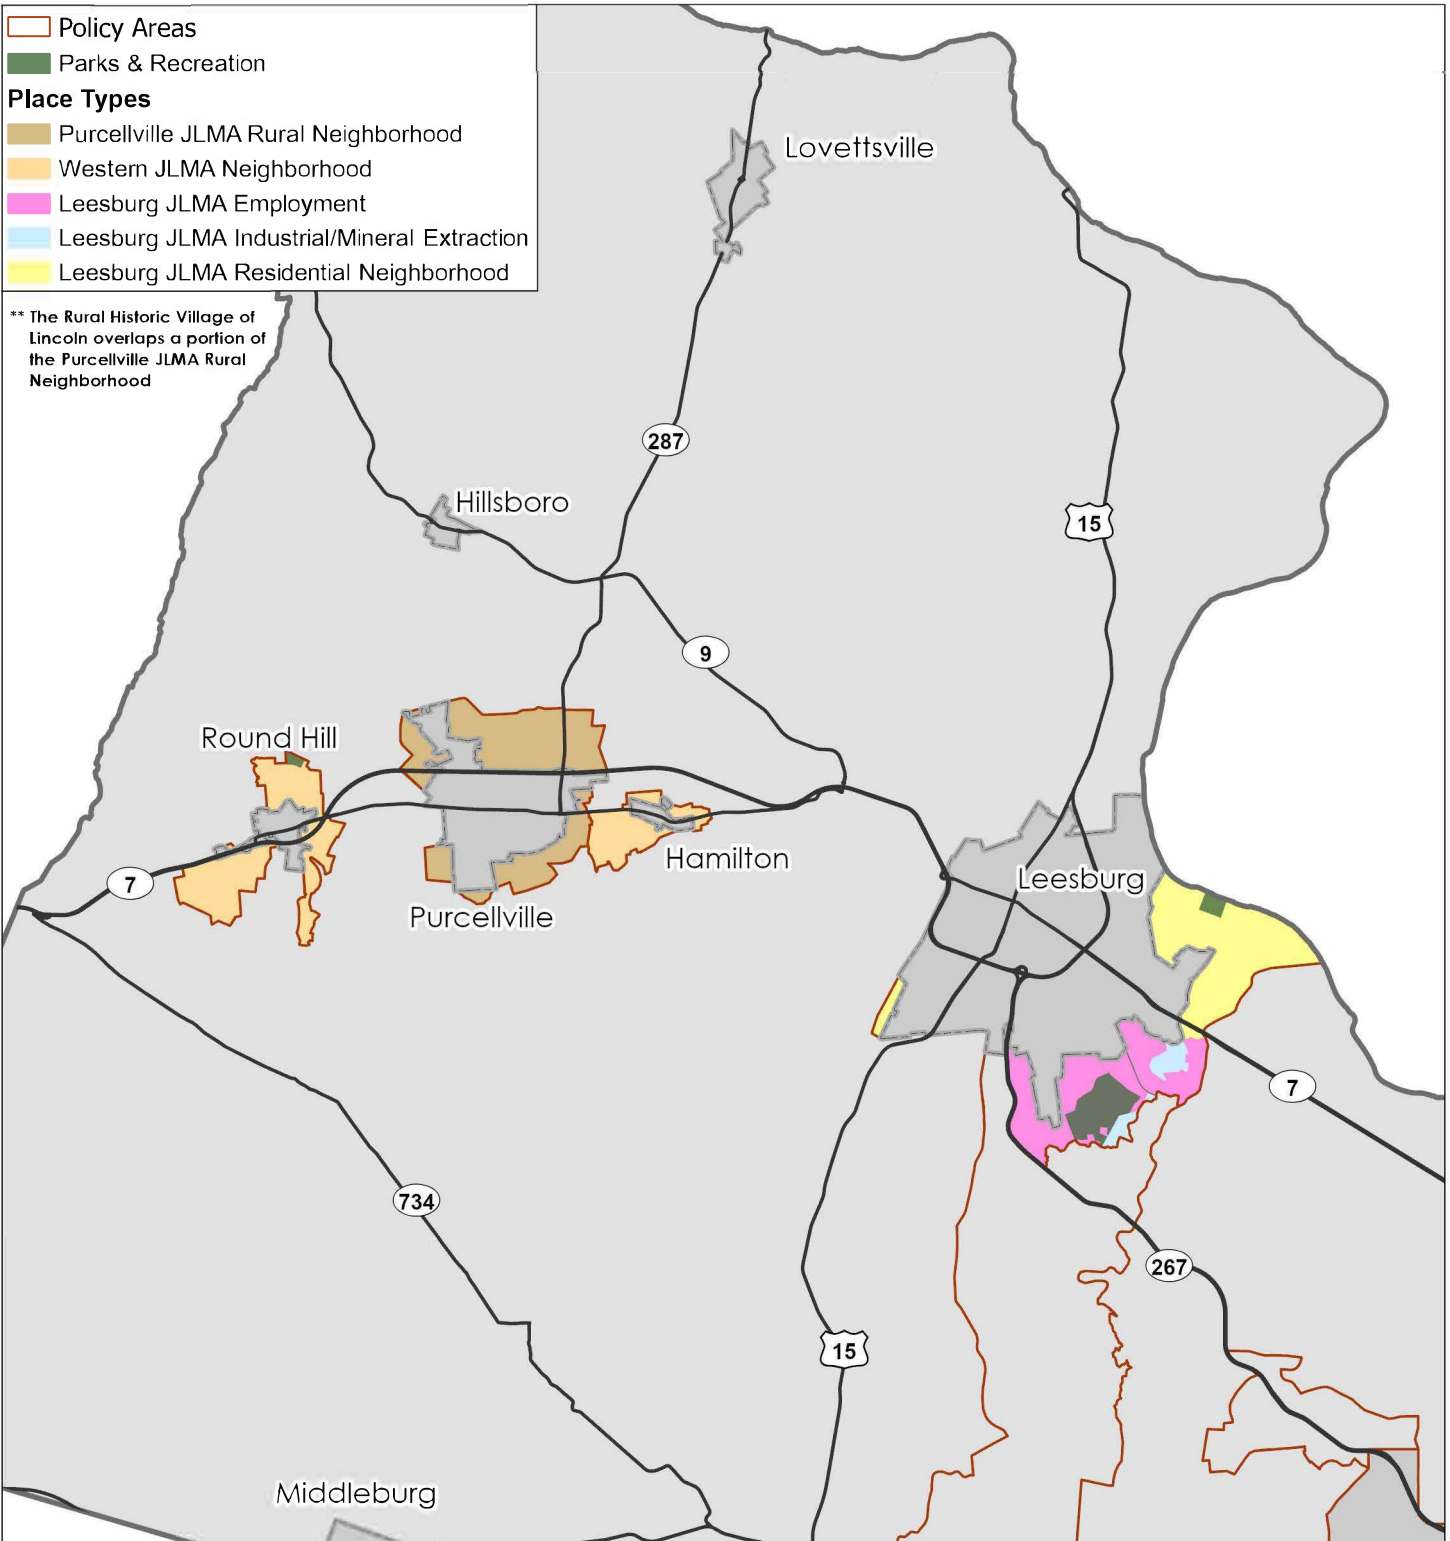 Policy Areas
Parks & Recreation
Place Types
Purcellville JLMA Rural Neighborhood
Western JLMA Neighborhood
Leesburg JLMA Employment
Leesburg JLMA Industrial/Mineral Extraction
Leesburg JLMA Residential Neighborhood
** The Rural Historic Village of
Lincoln overlaps a portion of
the Purcellville JLMA Rural
Neighborhood
Lovettsville
287
Hillsboro
15
9
Round Hill
Hamilton
Leesburg
7
Purcellville
7
734
267
15
Middleburg